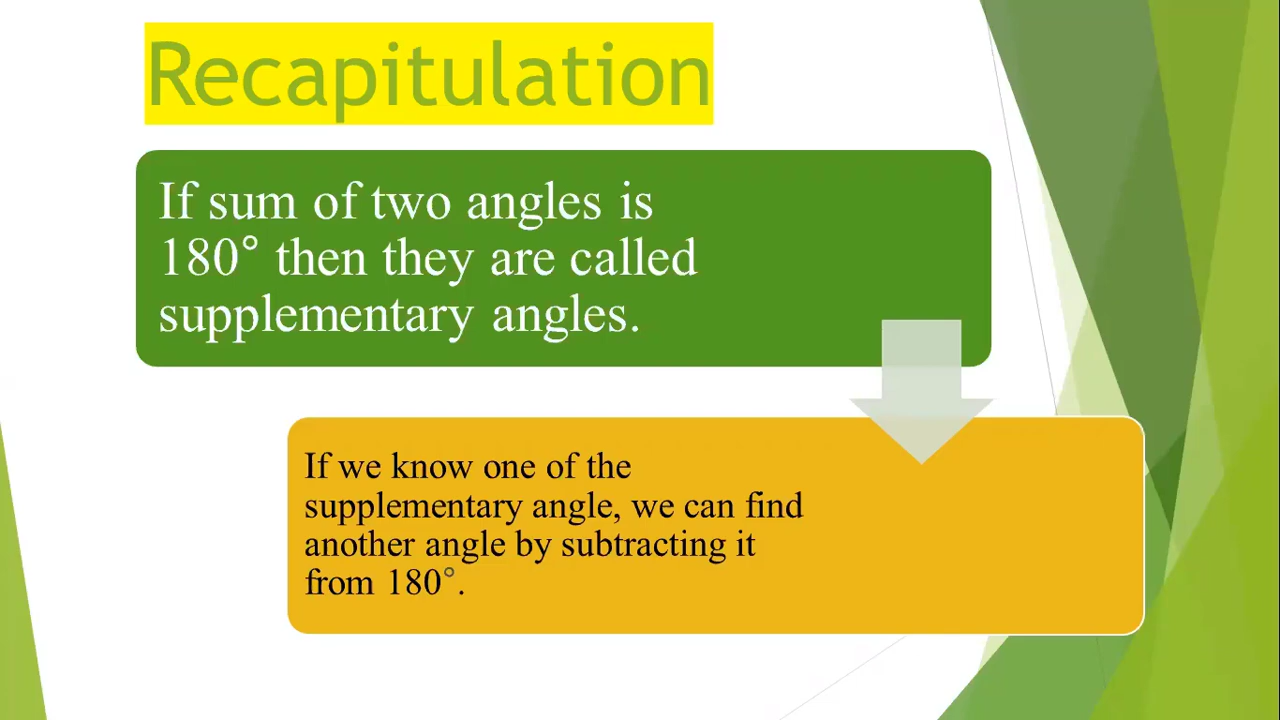 Recapitulation
If sum of two angles is
180° then they are called
supplementary angles.
If we know one of the
supplementary angle, we can find
another angle by subtracting it
from 180°.